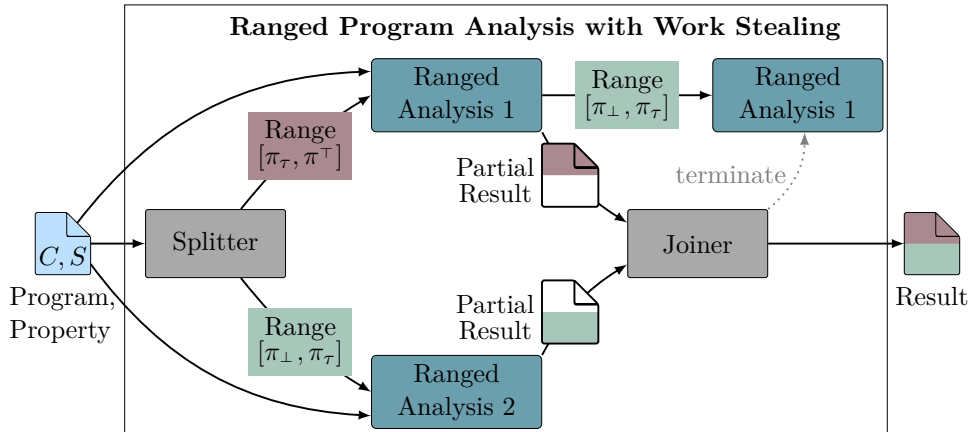 Ranged Program Analysis with Work Stealing
Ranged
Analysis 1
Range
[π⊥, πτ]
Ranged
Analysis 1
Range
[πτ, π⊤]
Partial
Result
terminate
C, S
Program,
Property
Splitter
Joiner
Result
Range
[π⊥, πτ]
Partial
Result
Ranged
Analysis 2